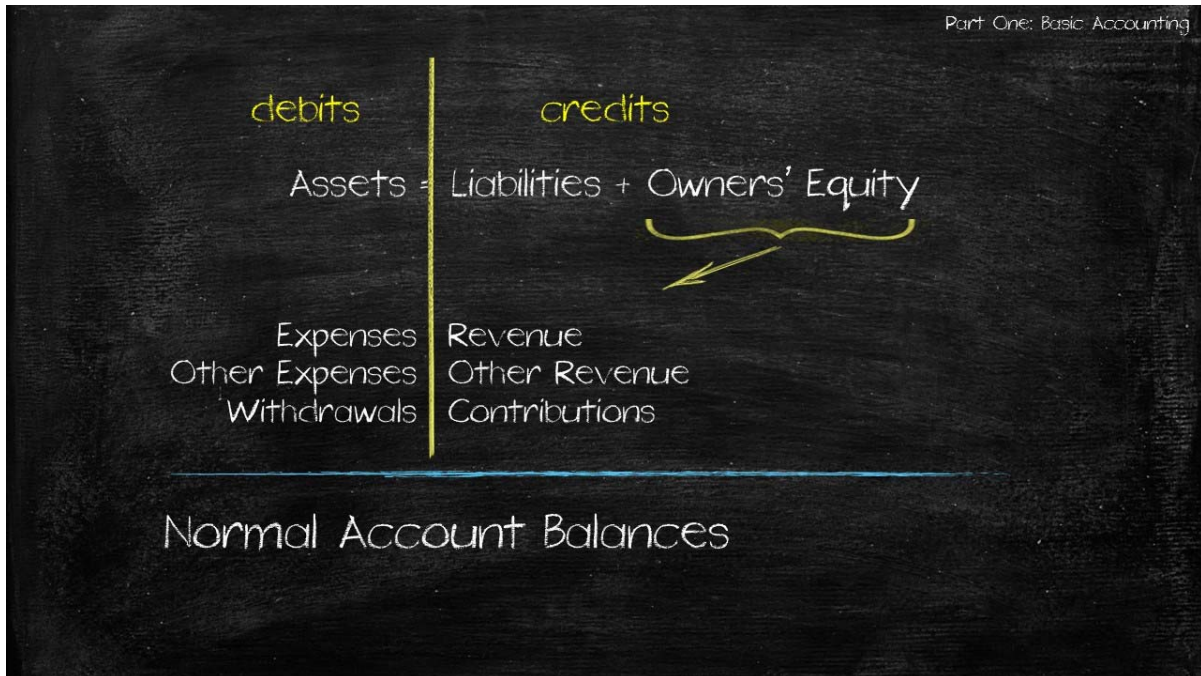 Part One: Basic Accounting
debits credits
Assets = Liabilities + Owners' Equity
Expenses Revenue
Other Expenses Other Revenue
Withdrawals Contributions
Normal Account Balances